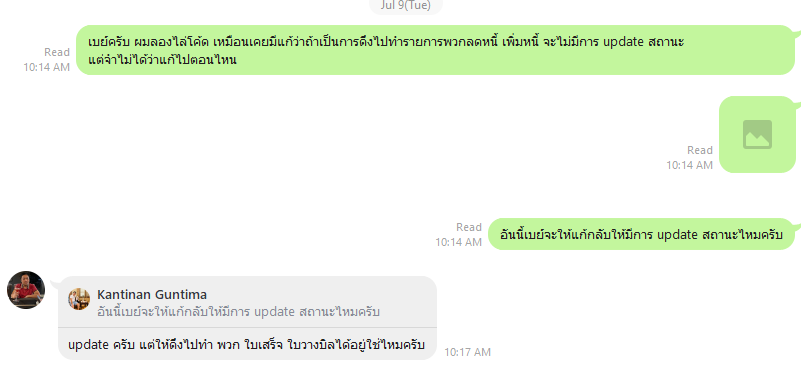 Jul 9(Tue)
เบย์ครับ ผมลองไล่โค้ด เหมือนเคยมีแก้ว่าถ้าเป็นการดึงไปทำรายการพวกลดหนี้ เพิ่มหนี้ จะไม่มีการ update สถานะ
แต่จำไม่ได้ว่าแก้ไปตอนไหน
Read
10:14 AM
Read
10:14 AM
อันนี้เบย์จะให้แก้กลับให้มีการ update สถานะไหมครับ
Read
10:14 AM
Kantinan Guntima
อันนี้เบย์จะให้แก้กลับให้มีการ update สถานะไหมครับ
update ครับ แต่ให้ดึงไปทำ พวก ใบเสร็จ ใบวางบิลได้อยู่ใช่ไหมครับ
10:17 AM